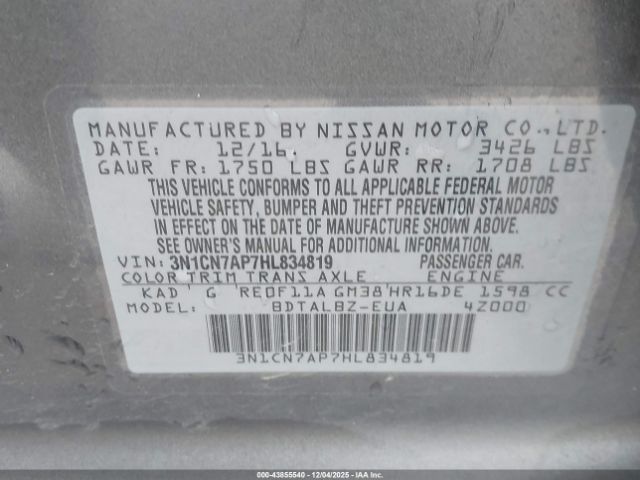 MANUFACTURED BY NISSAN MOTOR CO.,LTD.
DATE: 12/16 GVWR: 3426 LBS
GAWR FR: 1750 LBS GAWR RR: 1708 LBS
THIS VEHICLE CONFORMS TO ALL APPLICABLE FEDERAL MOTOR
VEHICLE SAFETY, BUMPER AND THEFT PREVENTION STANDARDS
IN EFFECT ON THE DATE OF MANUFACTURE SHOWN ABOVE.
SEE OWNER'S MANUAL FOR ADDITIONAL INFORMATION.
VIN: 3N1CN7AP7HL834819 PASSENGER CAR.
COLOR TRIM TRANS AXLE ENGINE
KAD G RE0F11A GM38 HR16DE 1598 CC
MODEL: BDTALBZ-EUA 4Z000
3N1CN7AP7HL834819
000-43855540 - 12/04/2025 - IAA Inc.